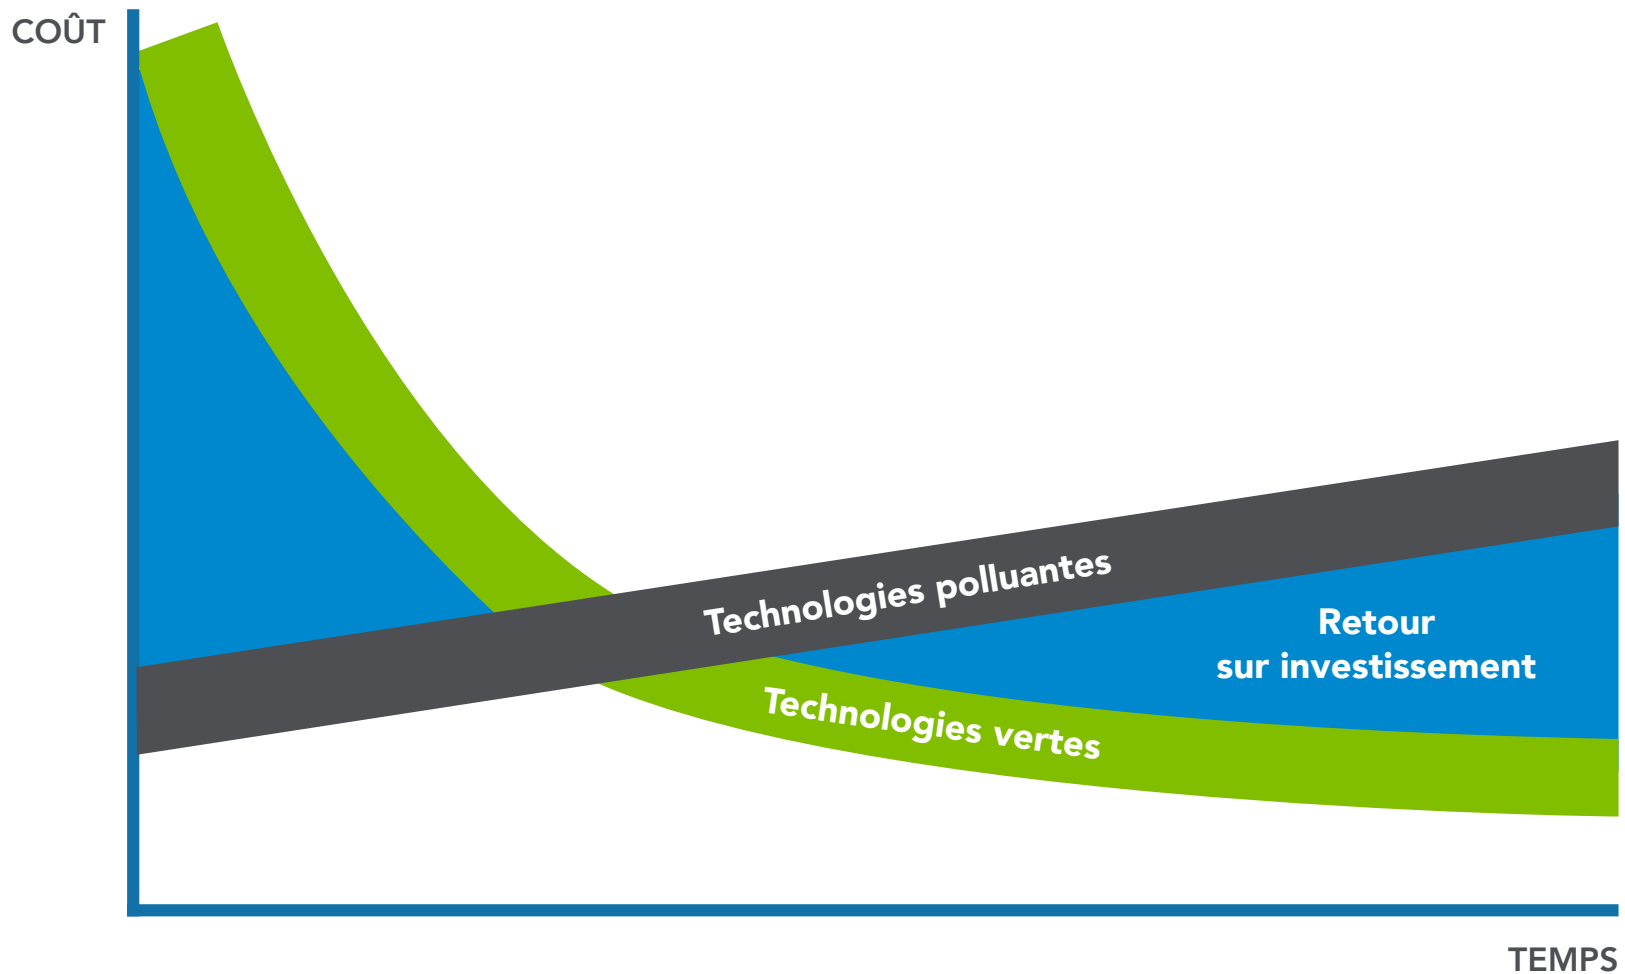 COÛT
Technologies polluantes
Retour
sur investissement
Technologies vertes
TEMPS